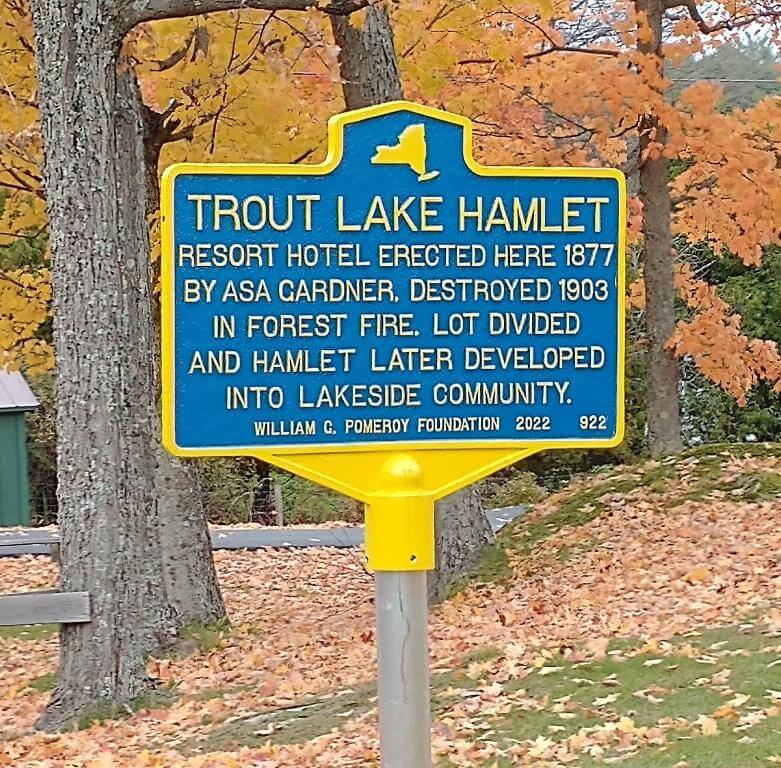 TROUT LAKE HAMLET
RESORT HOTEL ERECTED HERE 1877
BY ASA GARDNER, DESTROYED 1903
IN FOREST FIRE. LOT DIVIDED
AND HAMLET LATER DEVELOPED
INTO LAKESIDE COMMUNITY.
WILLIAM G. POMEROY FOUNDATION 2022 922